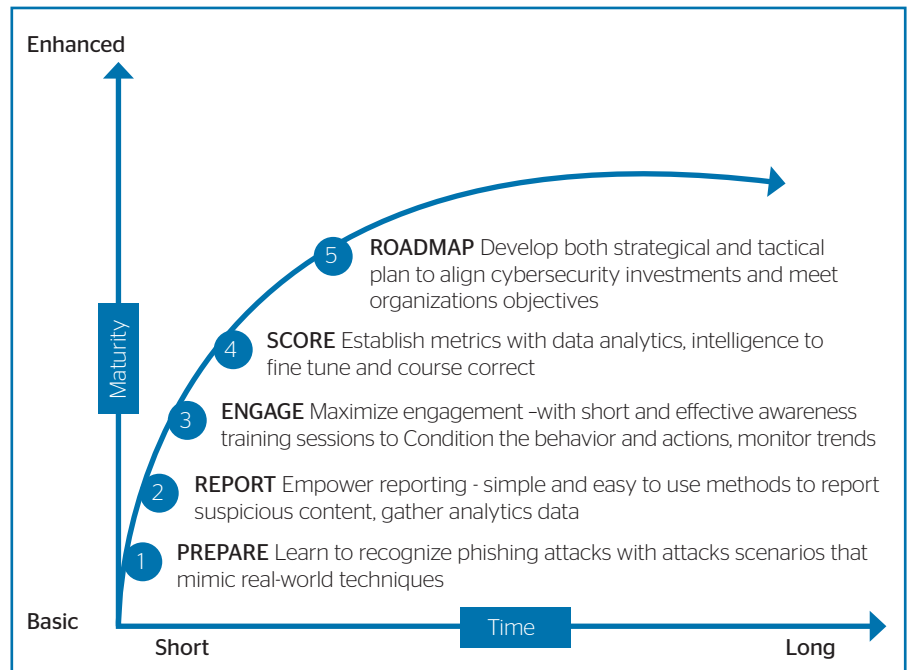 Enhanced
Maturity
5
ROADMAP Develop both strategical and tactical
plan to align cybersecurity investments and meet
organizations objectives
4
SCORE Establish metrics with data analytics, intelligence to
fine tune and course correct
3
ENGAGE Maximize engagement –with short and effective awareness
training sessions to Condition the behavior and actions, monitor trends
2
REPORT Empower reporting - simple and easy to use methods to report
suspicious content, gather analytics data
1
PREPARE Learn to recognize phishing attacks with attacks scenarios that
mimic real-world techniques
Basic
Time
Short
Long